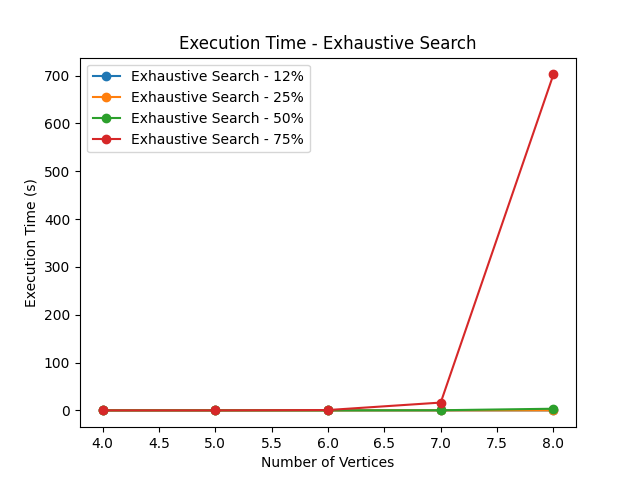 Execution Time - Exhaustive Search
Exhaustive Search - 12%
Exhaustive Search - 25%
Exhaustive Search - 50%
Exhaustive Search - 75%
Execution Time (s)
700
600
500
400
300
200
100
0
4.0 4.5 5.0 5.5 6.0 6.5 7.0 7.5 8.0
Number of Vertices